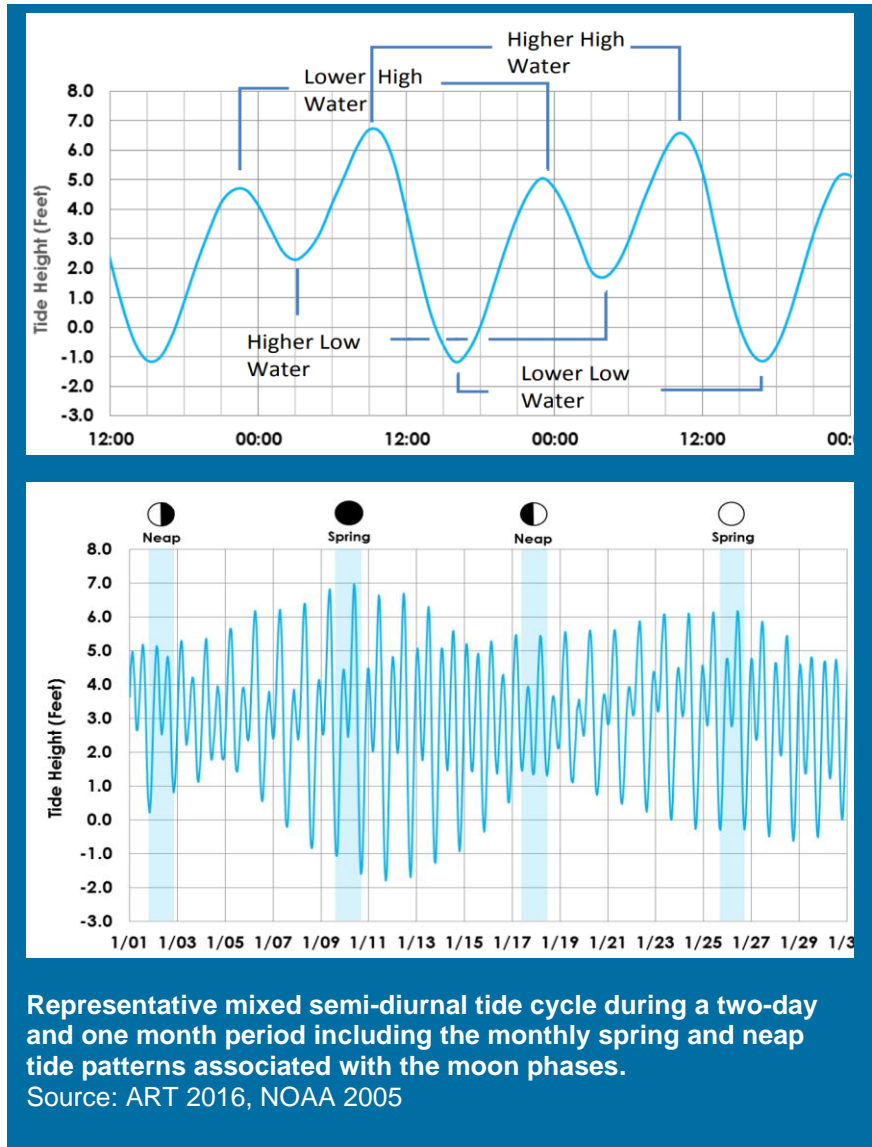 Higher High
Water
Lower High
Water
8.0
7.0
6.0
5.0
4.0
3.0
2.0
1.0
0.0
-1.0
-2.0
-3.0
Tide Height (Feet)
Higher Low
Water
Lower Low
Water
12:00 00:00 12:00 00:00 12:00 00:0
Neap Spring Neap Spring
8.0
7.0
6.0
5.0
4.0
3.0
2.0
1.0
0.0
-1.0
-2.0
-3.0
Tide Height (Feet)
1/01 1/03 1/05 1/07 1/09 1/11 1/13 1/15 1/17 1/19 1/21 1/23 1/25 1/27 1/29 1/3
Representative mixed semi-diurnal tide cycle during a two-day
and one month period including the monthly spring and neap
tide patterns associated with the moon phases.
Source: ART 2016, NOAA 2005